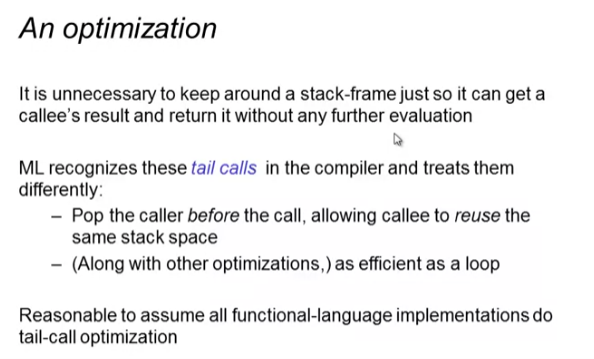 An optimization
It is unnecessary to keep around a stack-frame just so it can get a
callee's result and return it without any further evaluation
ML recognizes these tail calls in the compiler and treats them
differently:
– Pop the caller before the call, allowing callee to reuse the
same stack space
– (Along with other optimizations,) as efficient as a loop
Reasonable to assume all functional-language implementations do
tail-call optimization